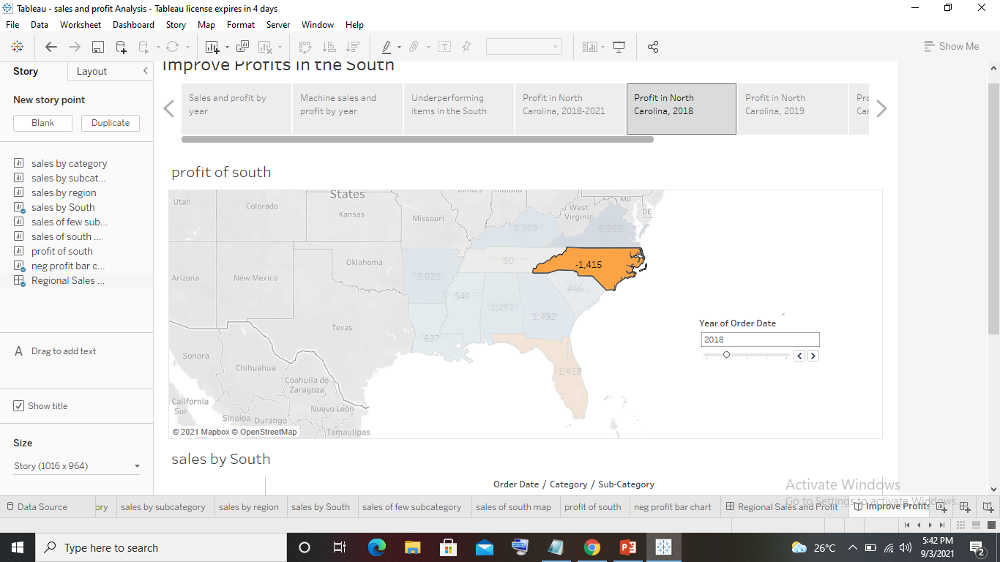 Tableau - sales and profit Analysis - Tableau license expires in 4 days
File Data Worksheet Dashboard Story Map Format Server Window Help
Show Me
Story Layout
New story point
Blank Duplicate
sales by category
sales by subcat...
sales by region
sales by South
sales of few sub...
sales of south ...
profit of south
neg profit bar c...
Regional Sales ...
A Drag to add text
Show title
Size
Story (1016 x 964)
Improve Profits in the South
Sales and profit by
year
Machine sales and
profit by year
Underperforming
items in the South
Profit in North
Carolina, 2018-2021
Profit in North
Carolina, 2018
Profit in North
Carolina, 2019
Pro
Car
profit of south
States
Illinois Indiana
MD
Utah
Colorado
Kansas
Missouri
West
Virginia
DE
2,309
5,955
Oklahoma
Tennessee
50
-1,415
Arizona
New Mexico
2,032
546
1,251
1,492
South
Carolina
466
Texas
607
Sonora
Chihuahua
-1,413
Coahuila de
Zaragoza
California
Sur
Nuevo León
Sinaloa
Durango
Tamaulipas
© 2021 Mapbox © OpenStreetMap
Year of Order Date
2018
sales by South
Order Date / Category / Sub-Category
Activate Windows
Go to Settings to activate Windows.
Data Source ory sales by subcategory sales by region sales by South sales of few subcategory sales of south map profit of south neg profit bar chart Regional Sales and Profit Improve Profits
Type here to search
26°C
5:42 PM
9/3/2021
2